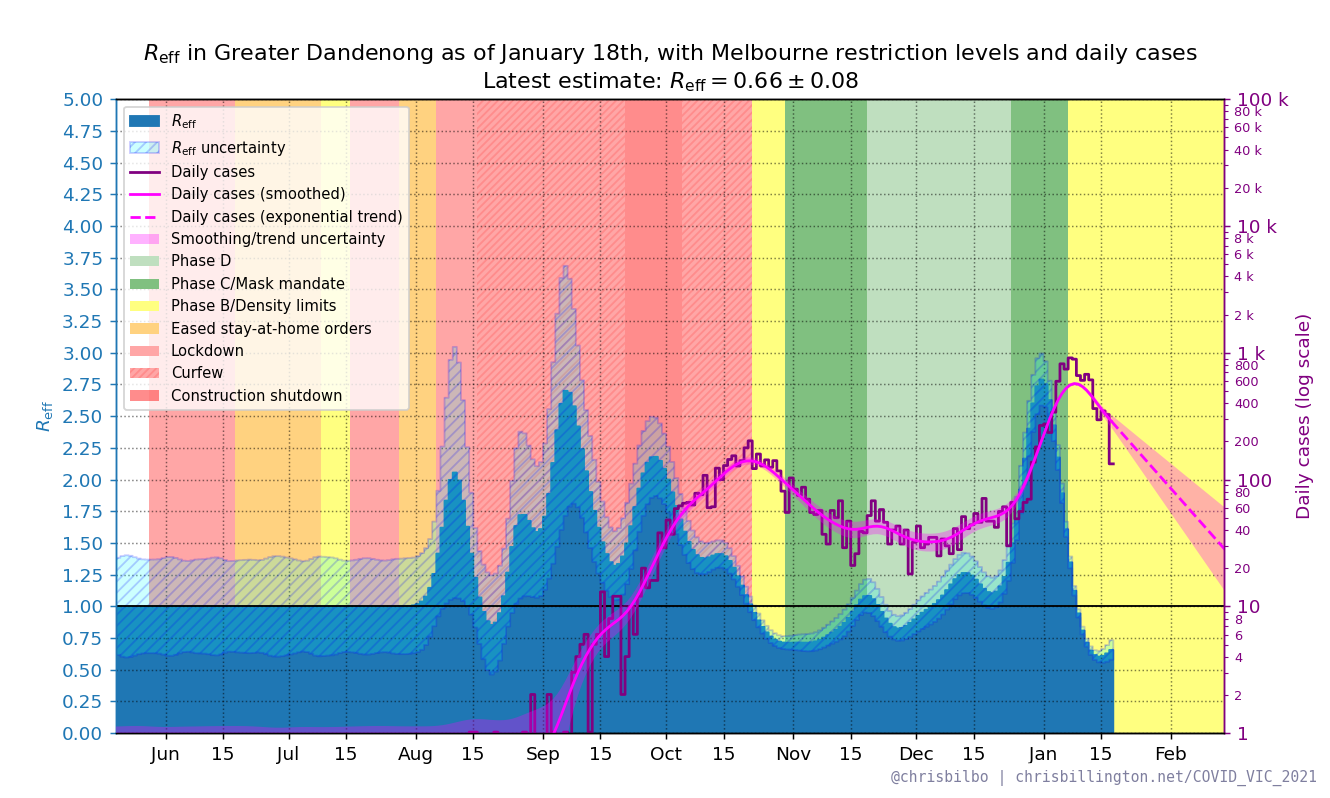 R_eff in Greater Dandenong as of January 18th, with Melbourne restriction levels and daily cases
Latest estimate: R_eff = 0.66 ± 0.08
R_eff
R_eff uncertainty
Daily cases
Daily cases (smoothed)
Daily cases (exponential trend)
Smoothing/trend uncertainty
Phase D
Phase C/Mask mandate
Phase B/Density limits
Eased stay-at-home orders
Lockdown
Curfew
Construction shutdown
R_eff
5.00
4.75
4.50
4.25
4.00
3.75
3.50
3.25
3.00
2.75
2.50
2.25
2.00
1.75
1.50
1.25
1.00
0.75
0.50
0.25
0.00
Jun 15 Jul 15 Aug 15 Sep 15 Oct 15 Nov 15 Dec 15 Jan 15 Feb
100 k
80 k
60 k
40 k
20 k
10 k
8 k
6 k
4 k
2 k
1 k
800
600
400
200
100
80
60
40
20
10
8
6
4
2
1
Daily cases (log scale)
@chrisbilbo | chrisbillington.net/COVID_VIC_2021